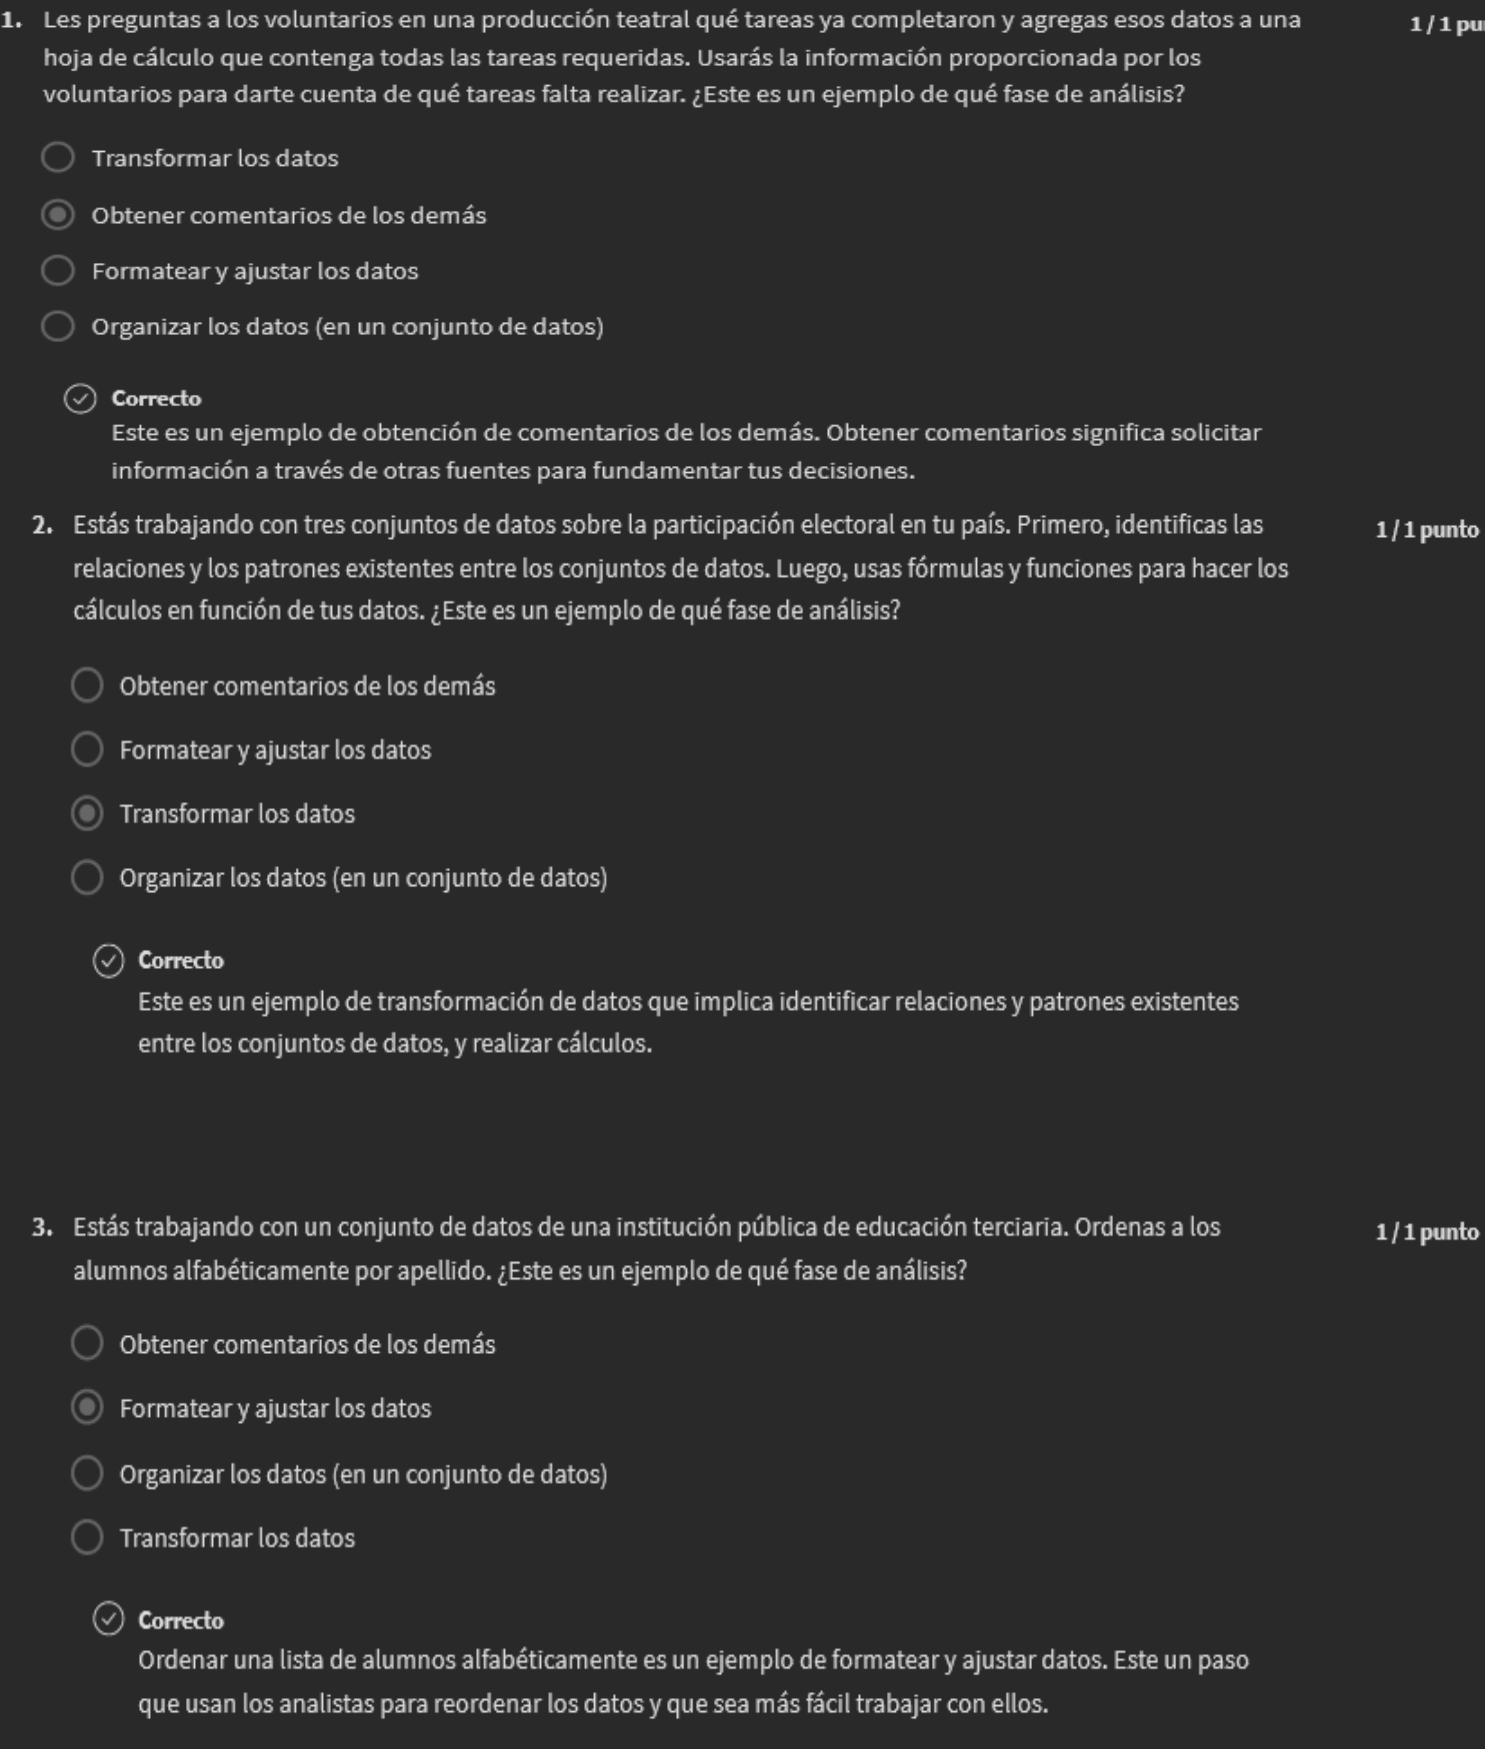 1. Les preguntas a los voluntarios en una producción teatral qué tareas ya completaron y agregas esos datos a una
1 / 1 pu
hoja de cálculo que contenga todas las tareas requeridas. Usarás la información proporcionada por los
voluntarios para darte cuenta de qué tareas falta realizar. ¿Este es un ejemplo de qué fase de análisis?
Transformar los datos
Obtener comentarios de los demás
Formatear y ajustar los datos
Organizar los datos (en un conjunto de datos)
Correcto
Este es un ejemplo de obtención de comentarios de los demás. Obtener comentarios significa solicitar
información a través de otras fuentes para fundamentar tus decisiones.
2. Estás trabajando con tres conjuntos de datos sobre la participación electoral en tu país. Primero, identificas las
1 / 1 punto
relaciones y los patrones existentes entre los conjuntos de datos. Luego, usas fórmulas y funciones para hacer los
cálculos en función de tus datos. ¿Este es un ejemplo de qué fase de análisis?
Obtener comentarios de los demás
Formatear y ajustar los datos
Transformar los datos
Organizar los datos (en un conjunto de datos)
Correcto
Este es un ejemplo de transformación de datos que implica identificar relaciones y patrones existentes
entre los conjuntos de datos, y realizar cálculos.
3. Estás trabajando con un conjunto de datos de una institución pública de educación terciaria. Ordenas a los
1 / 1 punto
alumnos alfabéticamente por apellido. ¿Este es un ejemplo de qué fase de análisis?
Obtener comentarios de los demás
Formatear y ajustar los datos
Organizar los datos (en un conjunto de datos)
Transformar los datos
Correcto
Ordenar una lista de alumnos alfabéticamente es un ejemplo de formatear y ajustar datos. Este un paso
que usan los analistas para reordenar los datos y que sea más fácil trabajar con ellos.